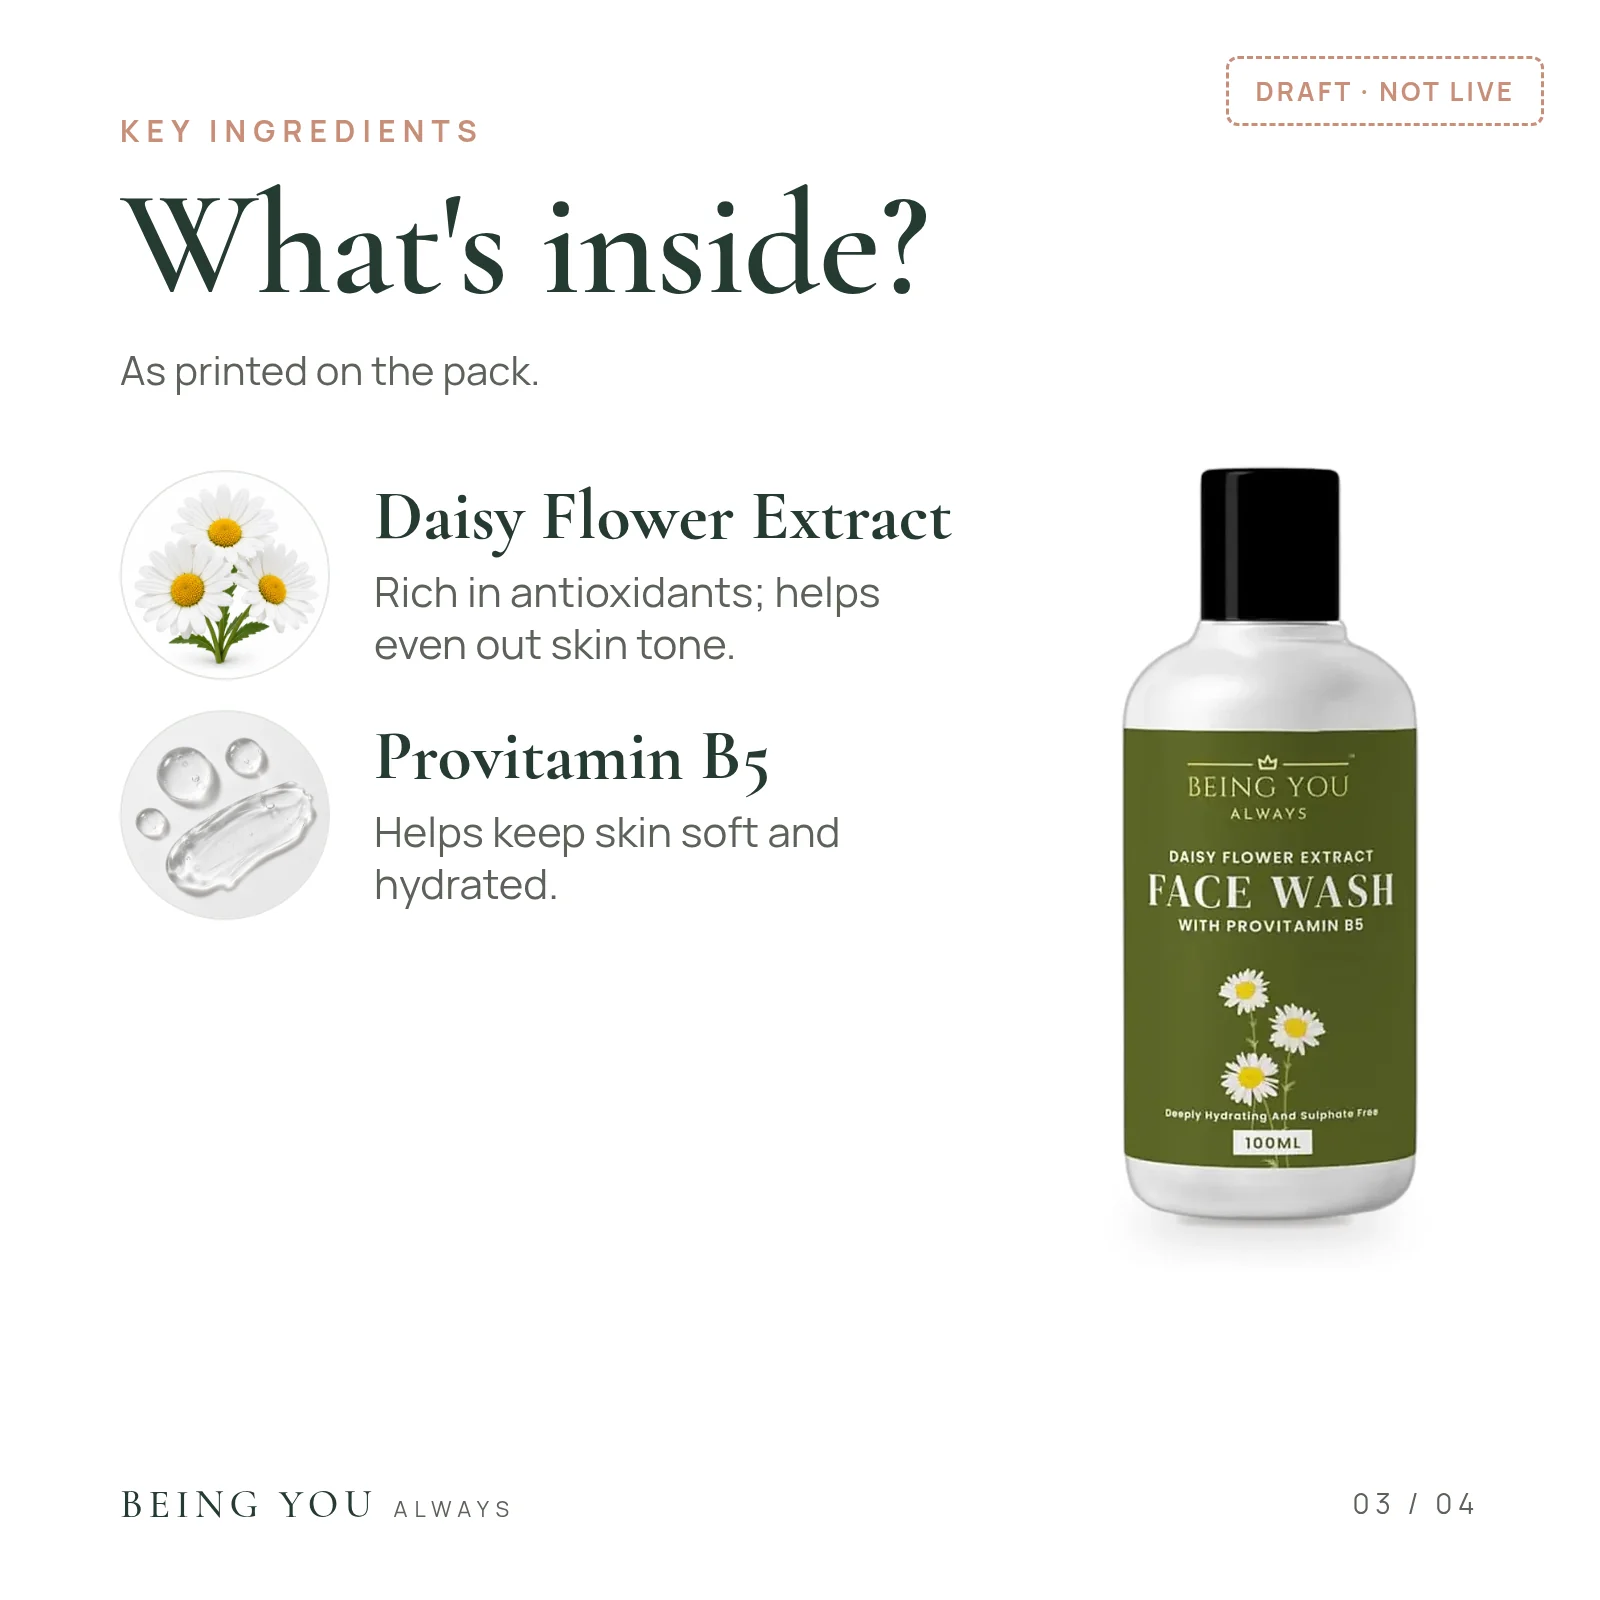 DRAFT · NOT LIVE
KEY INGREDIENTS
What's inside?
As printed on the pack.
Daisy Flower Extract
Rich in antioxidants; helps
even out skin tone.
Provitamin B5
Helps keep skin soft and
hydrated.
BEING YOU
ALWAYS
DAISY FLOWER EXTRACT
FACE WASH
WITH PROVITAMIN B5
Deeply Hydrating And Sulphate Free
100ML
BEING YOU ALWAYS
03 / 04